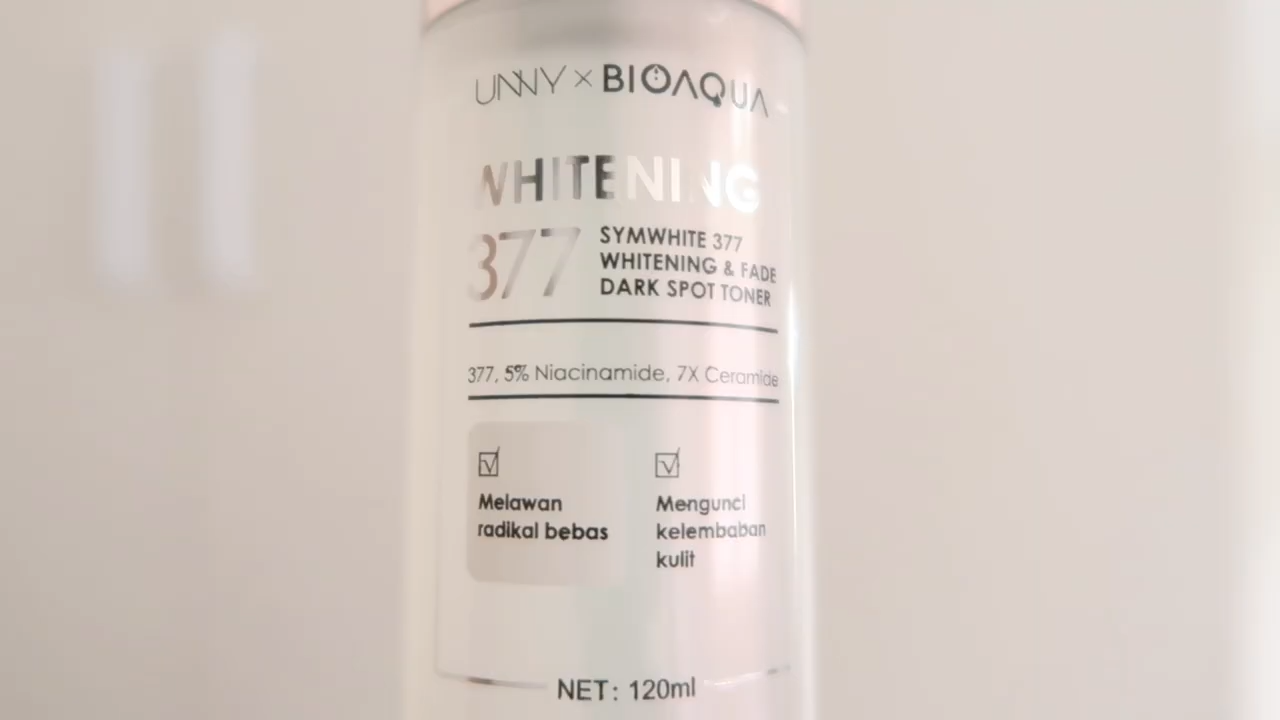 UNNY × BIOAQUA
WHITENING
377
SYMWHITE 377
WHITENING & FADE
DARK SPOT TONER
377, 5% Niacinamide, 7X Ceramide
Melawan
radikal bebas
Mengunci
kelembaban
kulit
NET: 120ml